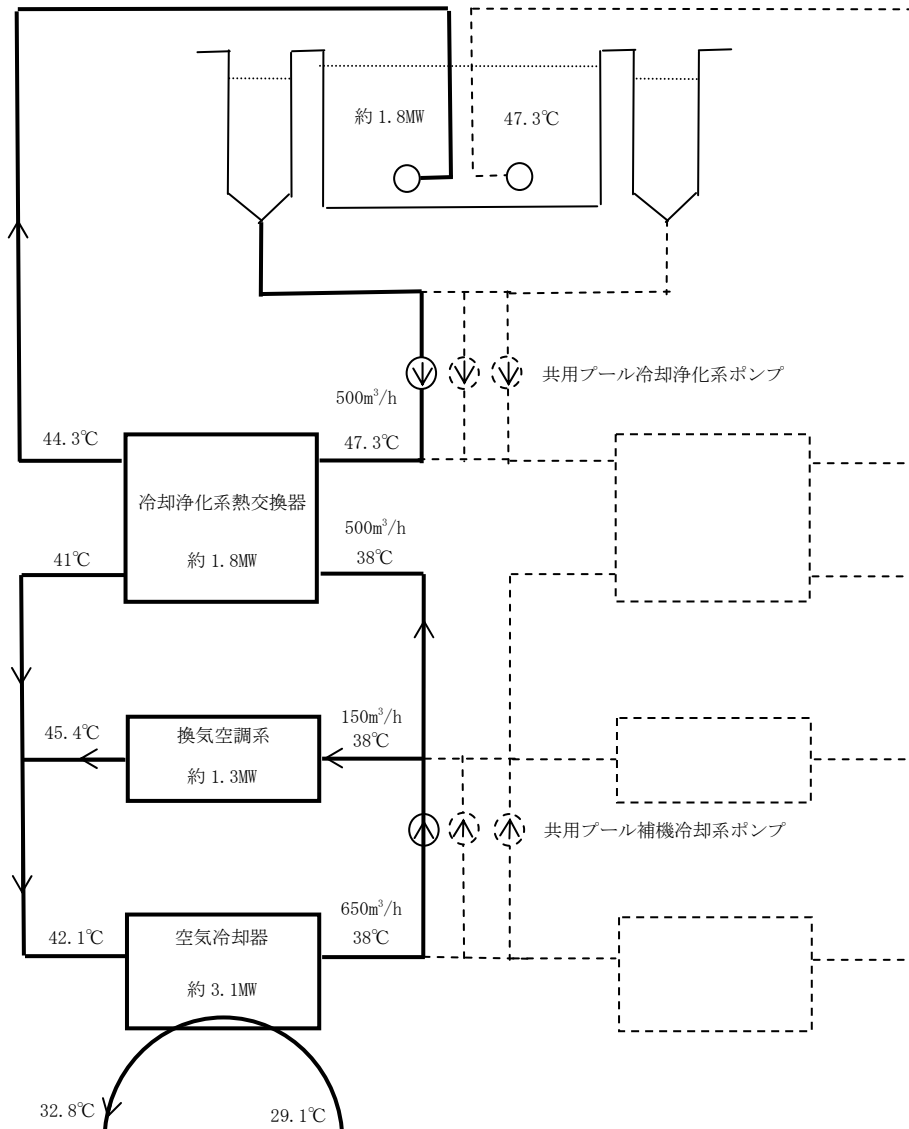 約 1.8MW
47.3℃
共用プール冷却浄化系ポンプ
500m³/h
44.3℃
47.3℃
冷却浄化系熱交換器
500m³/h
約 1.8MW
41℃
38℃
150m³/h
45.4℃
換気空調系
38℃
約 1.3MW
共用プール補機冷却系ポンプ
650m³/h
42.1℃
空気冷却器
38℃
約 3.1MW
32.8℃
29.1℃